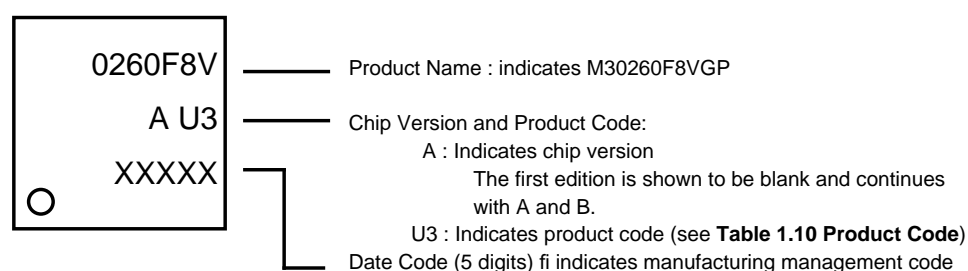 0260F8V
A U3
XXXXX
Product Name : indicates M30260F8VGP
Chip Version and Product Code:
A : Indicates chip version
The first edition is shown to be blank and continues
with A and B.
U3 : Indicates product code (see Table 1.10 Product Code)
Date Code (5 digits) fi indicates manufacturing management code